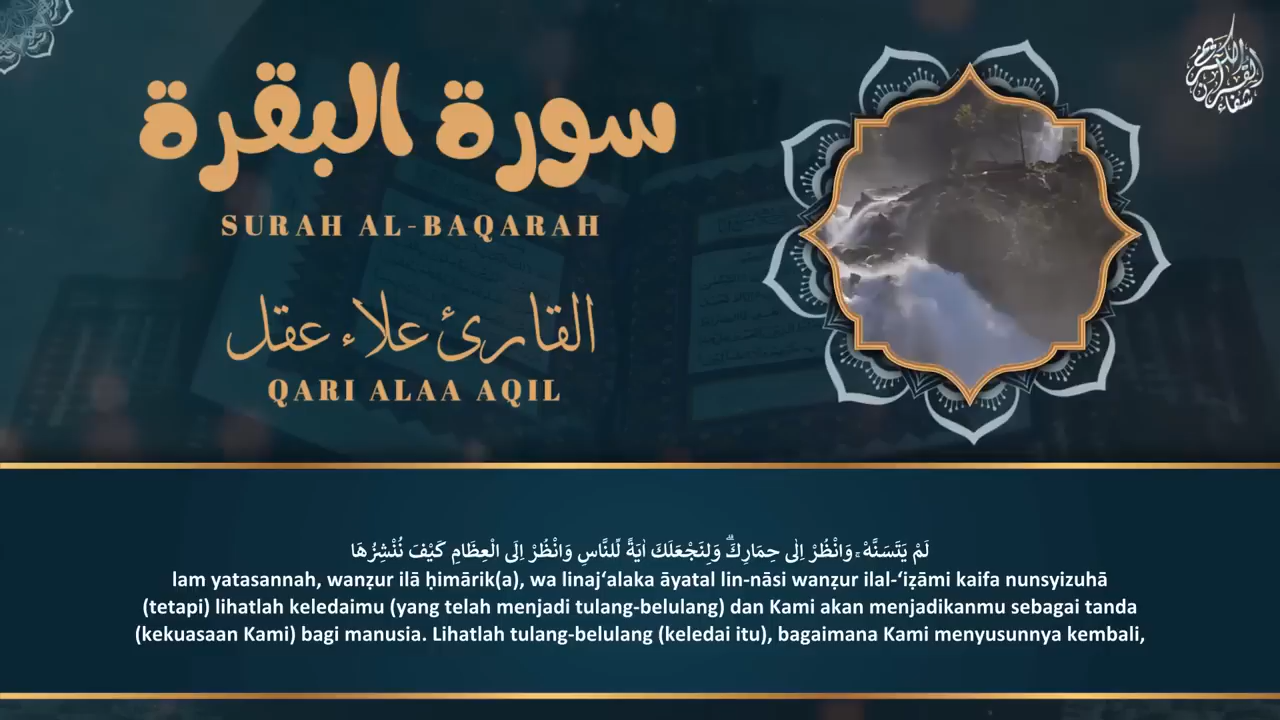 سورة البقرة
SURAH AL-BAQARAH
القارئ علاء عقل
QARI ALAA AQIL
القرآن الكريم شفاء
لَمْ يَتَسَنَّهْ ۚ وَانْظُرْ اِلٰى حِمَارِكَۗ وَلِنَجْعَلَكَ اٰيَةً لِّلنَّاسِ وَانْظُرْ اِلَى الْعِظَامِ كَيْفَ نُنْشِزُهَا
lam yatasannah, wanẓur ilā ḥimārik(a), wa linaj‘alaka āyatal lin-nāsi wanẓur ilal-‘iẓāmi kaifa nunsyizuhā
(tetapi) lihatlah keledaimu (yang telah menjadi tulang-belulang) dan Kami akan menjadikanmu sebagai tanda
(kekuasaan Kami) bagi manusia. Lihatlah tulang-belulang (keledai itu), bagaimana Kami menyusunnya kembali,